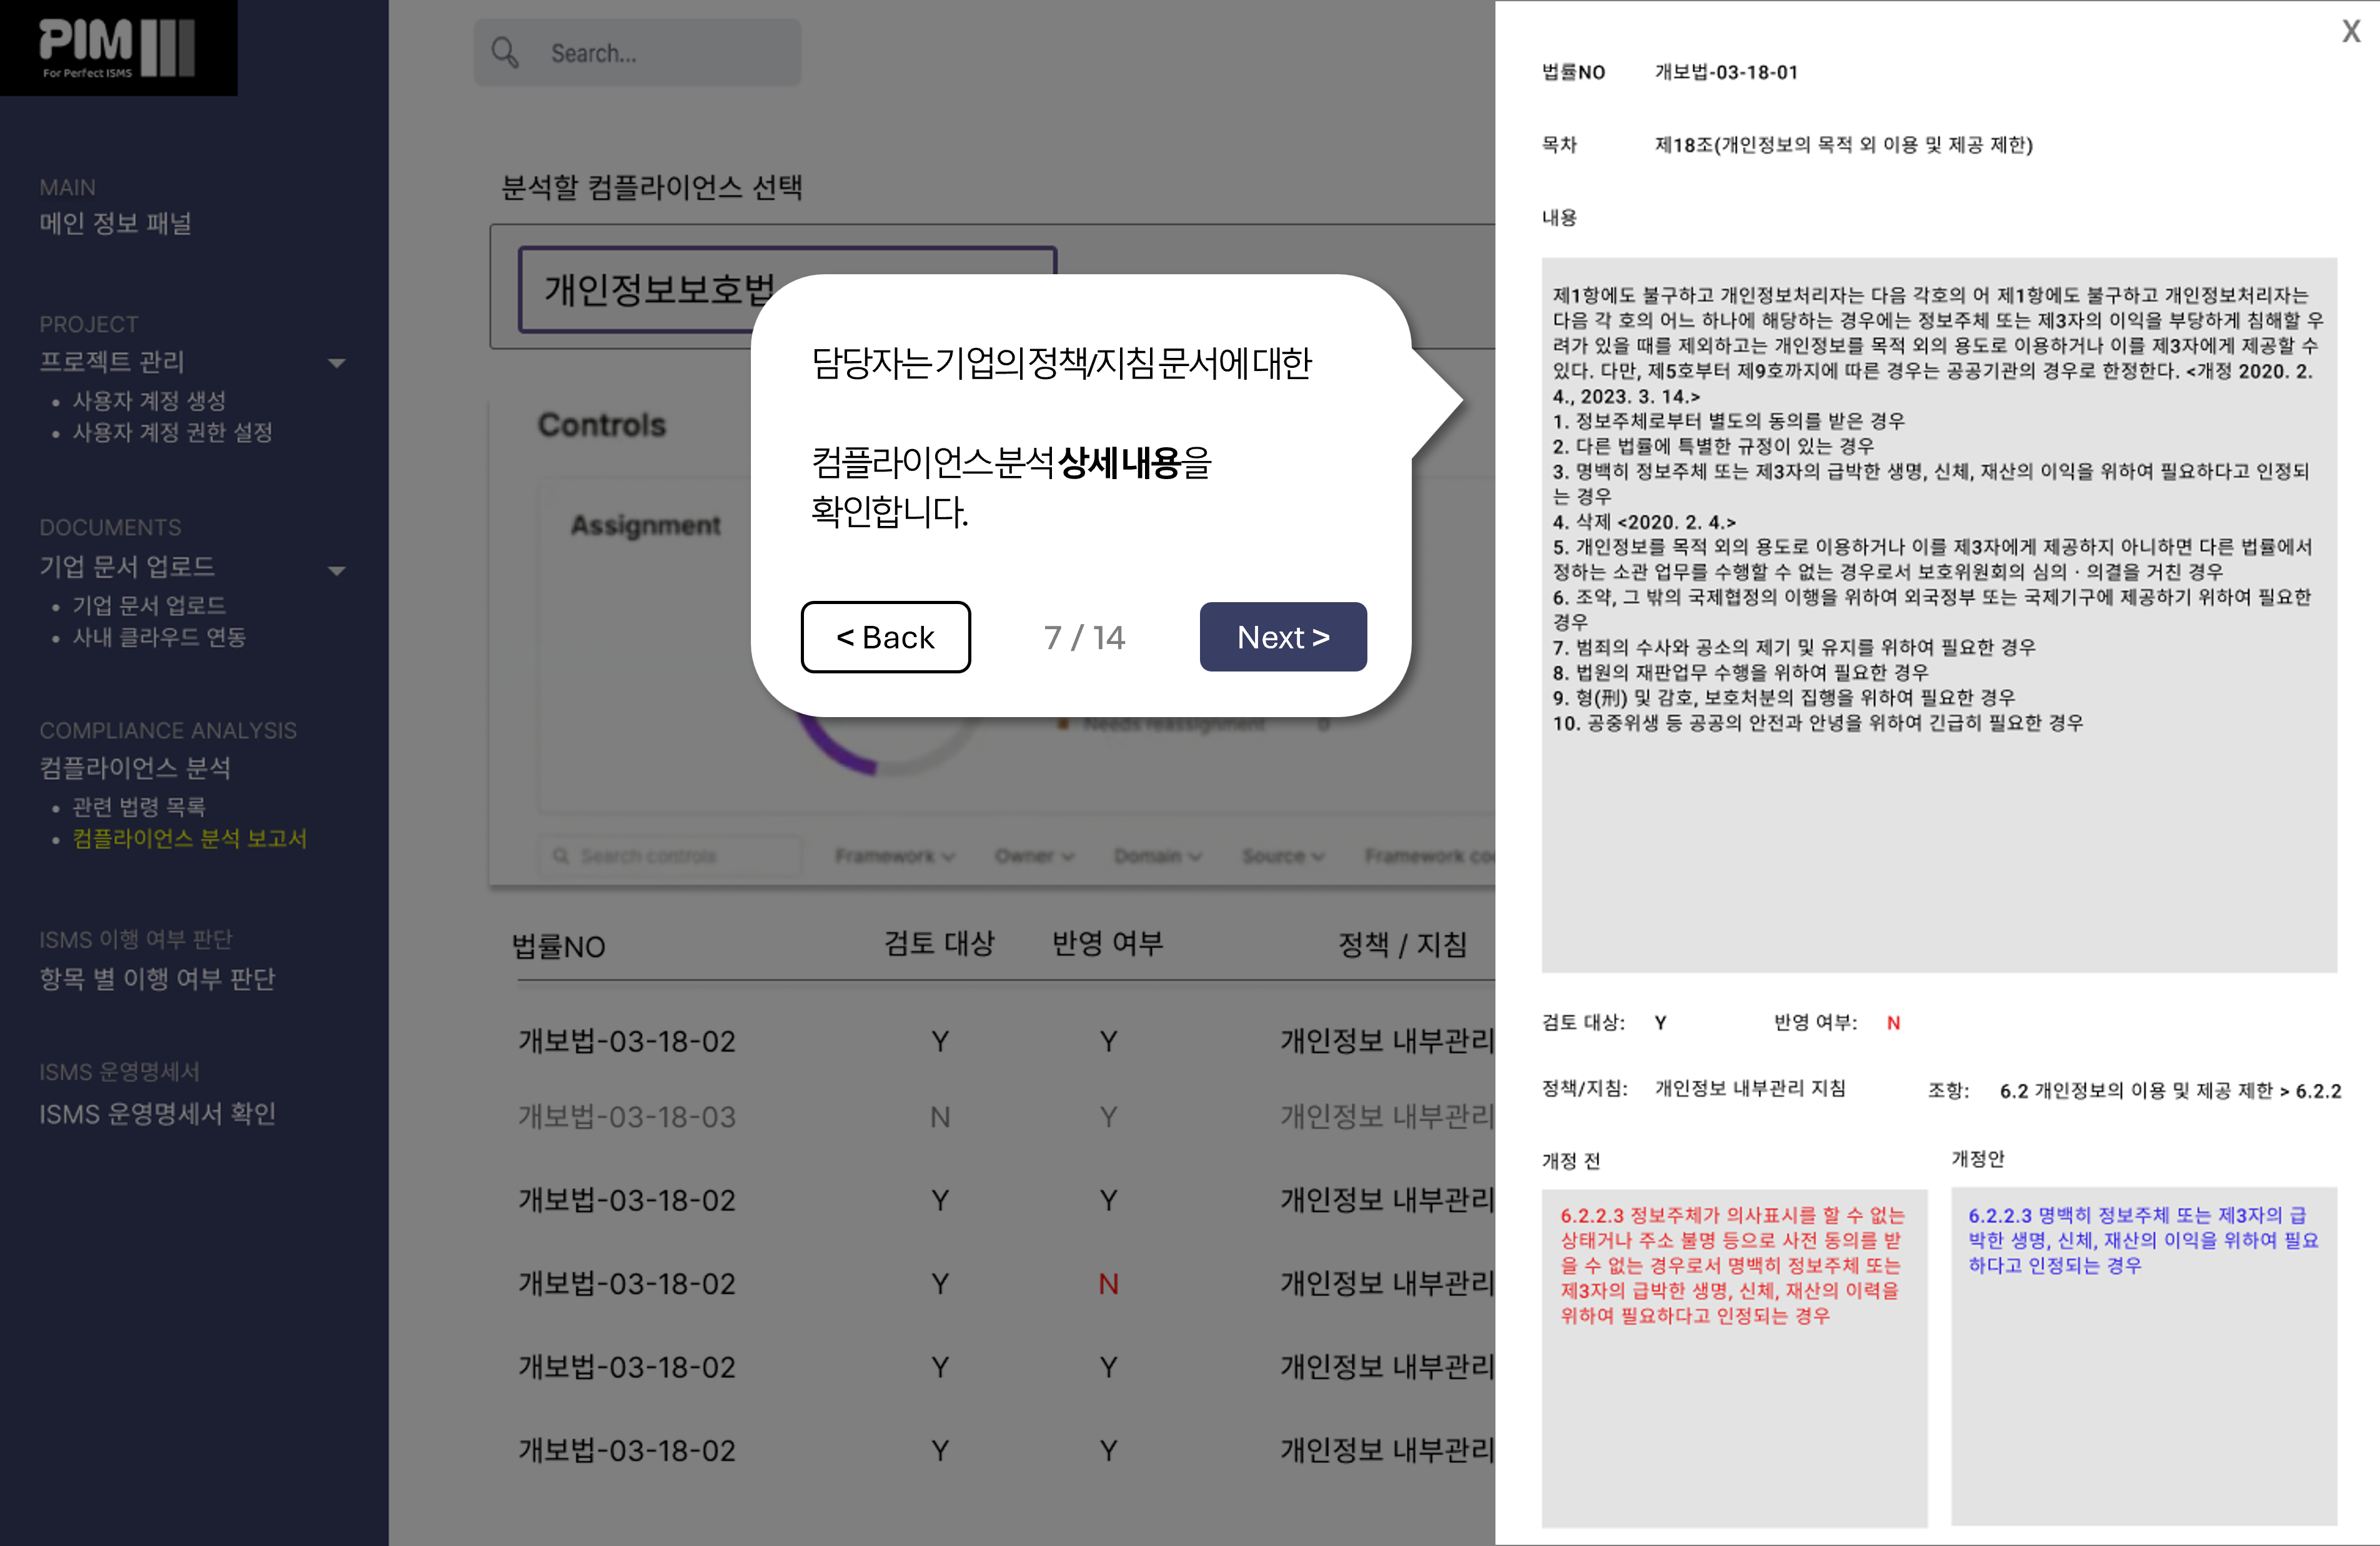 PIM
For Perfect ISMS
MAIN
메인 정보 패널
PROJECT
프로젝트 관리
• 사용자 계정 생성
• 사용자 계정 권한 설정
DOCUMENTS
기업 문서 업로드
• 기업 문서 업로드
• 사내 클라우드 연동
COMPLIANCE ANALYSIS
컴플라이언스 분석
• 관련 법령 목록
• 컴플라이언스 분석 보고서
ISMS 이행 여부 판단
항목 별 이행 여부 판단
ISMS 운영명세서
ISMS 운영명세서 확인
Search...
분석할 컴플라이언스 선택
개인정보보호법
Controls
Assignment
Needs reassignment 0
Search controls Framework Owner Domain Source Framework co
담당자는 기업의 정책/지침 문서에 대한
컴플라이언스 분석 상세 내용을
확인합니다.
< Back 7 / 14 Next >
법률NO 검토 대상 반영 여부 정책 / 지침
개보법-03-18-02 Y Y 개인정보 내부관리
개보법-03-18-03 N Y 개인정보 내부관리
개보법-03-18-02 Y Y 개인정보 내부관리
개보법-03-18-02 Y N 개인정보 내부관리
개보법-03-18-02 Y Y 개인정보 내부관리
개보법-03-18-02 Y Y 개인정보 내부관리
X
법률NO 개보법-03-18-01
목차 제18조(개인정보의 목적 외 이용 및 제공 제한)
내용
제1항에도 불구하고 개인정보처리자는 다음 각호의 어 제1항에도 불구하고 개인정보처리자는
다음 각 호의 어느 하나에 해당하는 경우에는 정보주체 또는 제3자의 이익을 부당하게 침해할 우
려가 있을 때를 제외하고는 개인정보를 목적 외의 용도로 이용하거나 이를 제3자에게 제공할 수
있다. 다만, 제5호부터 제9호까지에 따른 경우는 공공기관의 경우로 한정한다. <개정 2020. 2.
4., 2023. 3. 14.>
1. 정보주체로부터 별도의 동의를 받은 경우
2. 다른 법률에 특별한 규정이 있는 경우
3. 명백히 정보주체 또는 제3자의 급박한 생명, 신체, 재산의 이익을 위하여 필요하다고 인정되
는 경우
4. 삭제 <2020. 2. 4.>
5. 개인정보를 목적 외의 용도로 이용하거나 이를 제3자에게 제공하지 아니하면 다른 법률에서
정하는 소관 업무를 수행할 수 없는 경우로서 보호위원회의 심의 · 의결을 거친 경우
6. 조약, 그 밖의 국제협정의 이행을 위하여 외국정부 또는 국제기구에 제공하기 위하여 필요한
경우
7. 범죄의 수사와 공소의 제기 및 유지를 위하여 필요한 경우
8. 법원의 재판업무 수행을 위하여 필요한 경우
9. 형(刑) 및 감호, 보호처분의 집행을 위하여 필요한 경우
10. 공중위생 등 공공의 안전과 안녕을 위하여 긴급히 필요한 경우
검토 대상: Y 반영 여부: N
정책/지침: 개인정보 내부관리 지침 조항: 6.2 개인정보의 이용 및 제공 제한 > 6.2.2
개정 전
6.2.2.3 정보주체가 의사표시를 할 수 없는
상태거나 주소 불명 등으로 사전 동의를 받
을 수 없는 경우로서 명백히 정보주체 또는
제3자의 급박한 생명, 신체, 재산의 이력을
위하여 필요하다고 인정되는 경우
개정안
6.2.2.3 명백히 정보주체 또는 제3자의 급
박한 생명, 신체, 재산의 이익을 위하여 필요
하다고 인정되는 경우